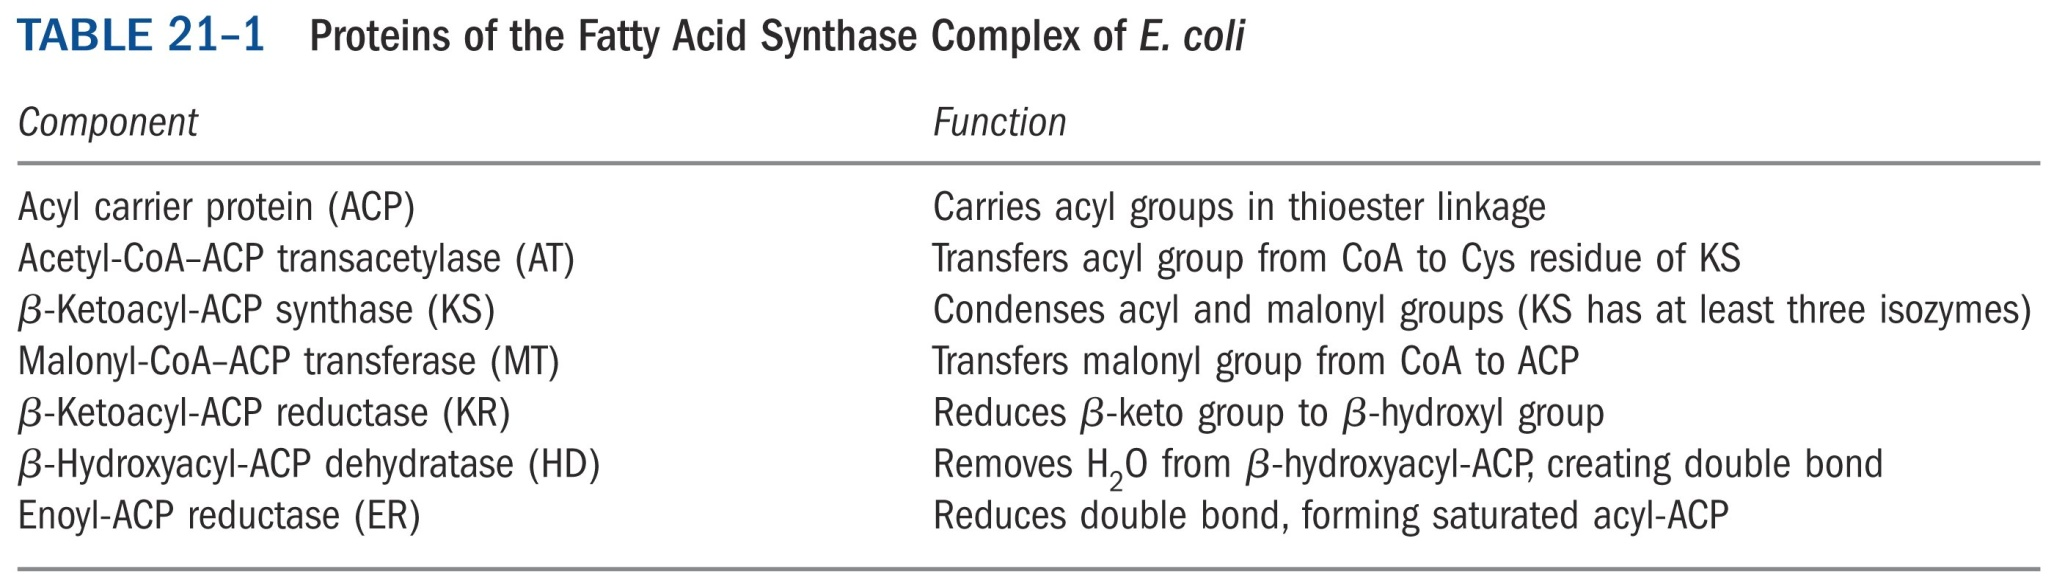 TABLE 21–1 Proteins of the Fatty Acid Synthase Complex of E. coli
Component Function
Acyl carrier protein (ACP) Carries acyl groups in thioester linkage
Acetyl-CoA–ACP transacetylase (AT) Transfers acyl group from CoA to Cys residue of KS
β-Ketoacyl-ACP synthase (KS) Condenses acyl and malonyl groups (KS has at least three isozymes)
Malonyl-CoA–ACP transferase (MT) Transfers malonyl group from CoA to ACP
β-Ketoacyl-ACP reductase (KR) Reduces β-keto group to β-hydroxyl group
β-Hydroxyacyl-ACP dehydratase (HD) Removes H₂O from β-hydroxyacyl-ACP, creating double bond
Enoyl-ACP reductase (ER) Reduces double bond, forming saturated acyl-ACP